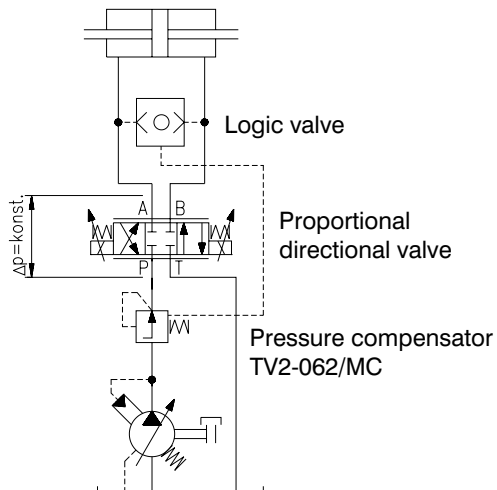 Logic valve
A B
Δp=konst.
Proportional
directional valve
P T
Pressure compensator
TV2-062/MC